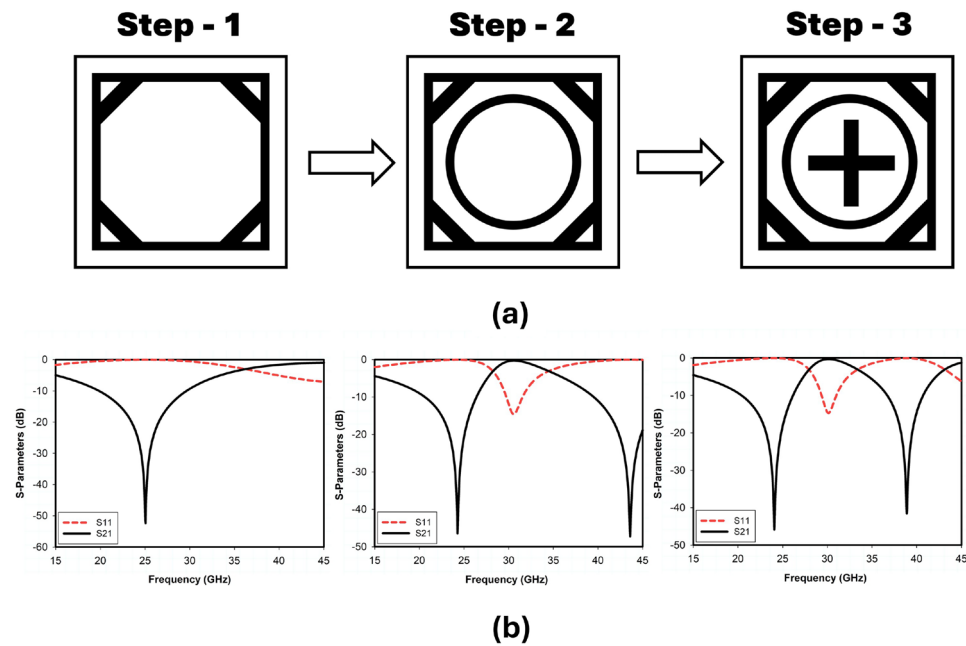 Step - 1 Step - 2 Step - 3
(a)
0
-10
-20
-30
-40
-50
-60
S-Parameters (dB)
S11
S21
15 20 25 30 35 40 45
Frequency (GHz)
0
-10
-20
-30
-40
-50
S-Parameters (dB)
S11
S21
15 20 25 30 35 40 45
Frequency (GHz)
0
-10
-20
-30
-40
-50
S-Parameters (dB)
S11
S21
15 20 25 30 35 40 45
Frequency (GHz)
(b)